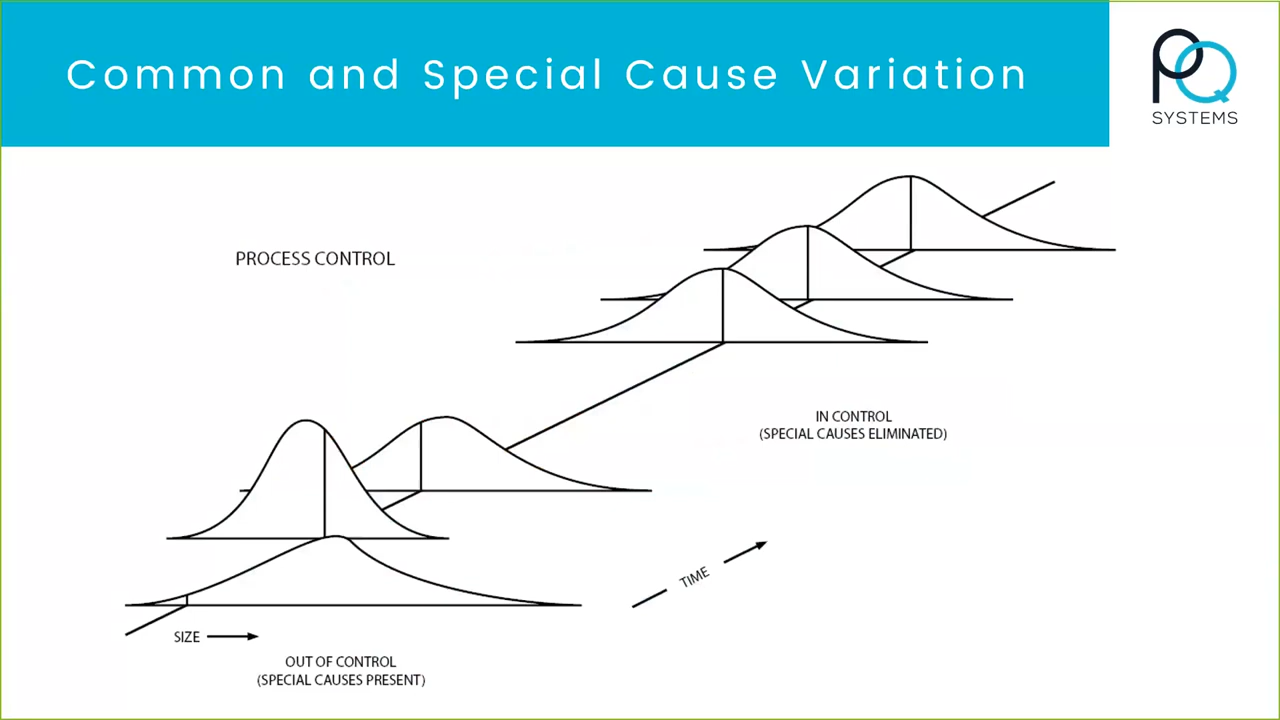 Common and Special Cause Variation
PQ
SYSTEMS
PROCESS CONTROL
IN CONTROL
(SPECIAL CAUSES ELIMINATED)
TIME
SIZE
OUT OF CONTROL
(SPECIAL CAUSES PRESENT)